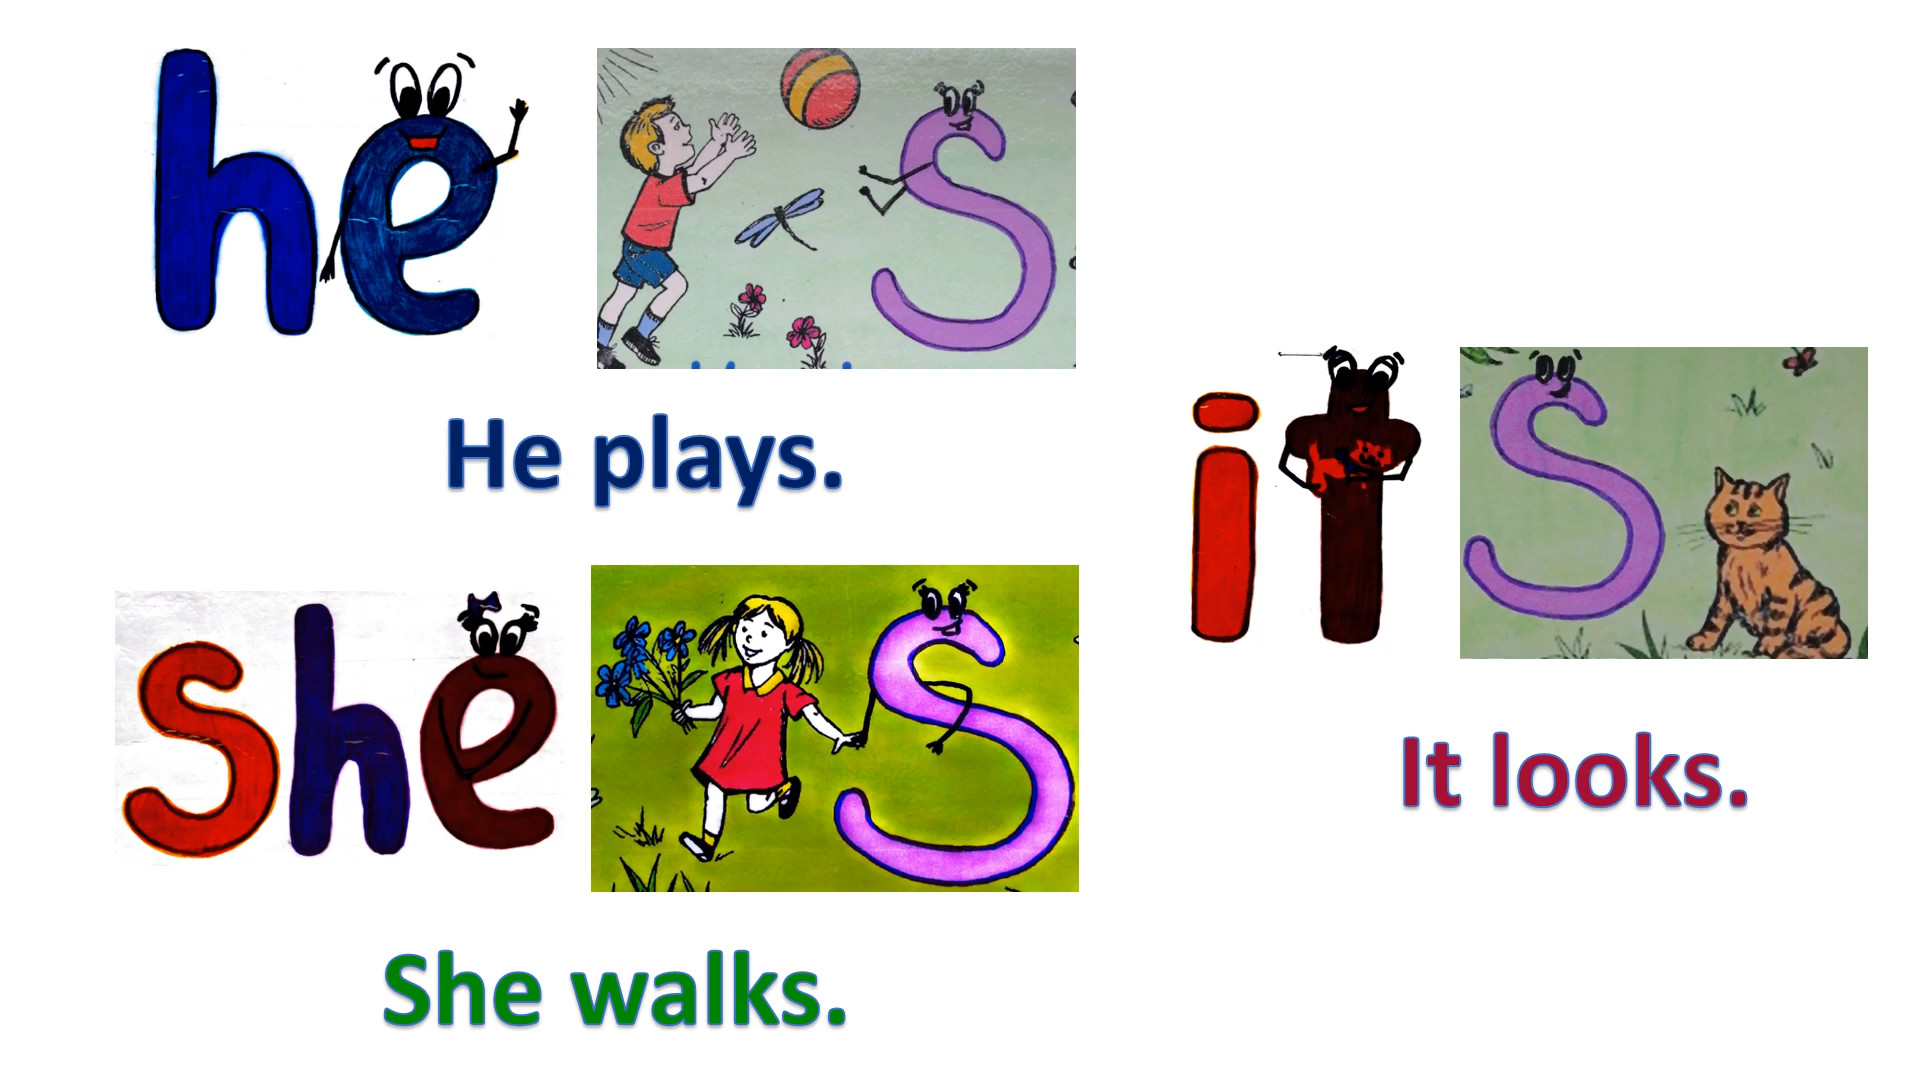 he
S
He plays.
she
S
She walks.
it
S
It looks.